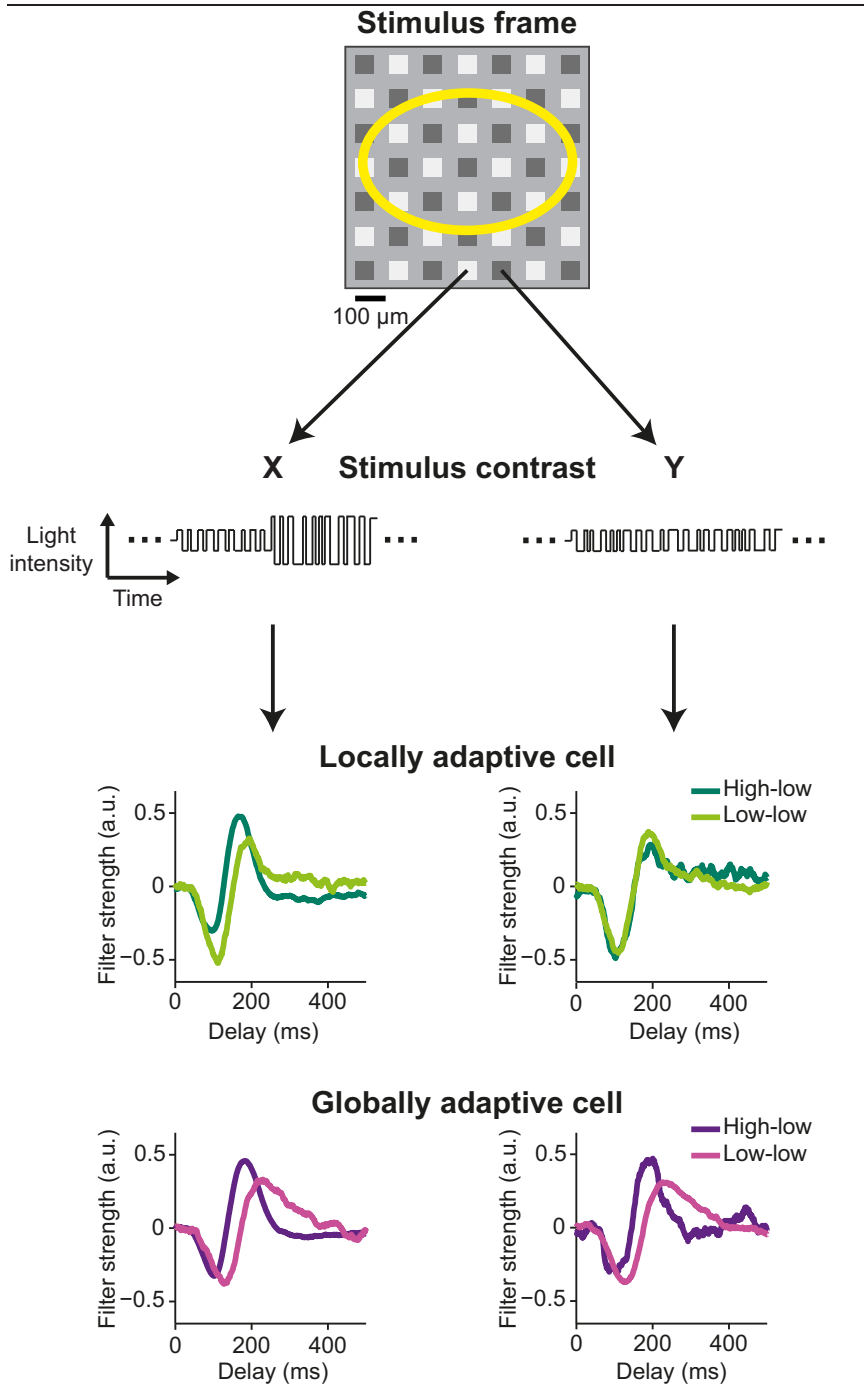 Stimulus frame
100 µm
X Stimulus contrast Y
Light
intensity
Time
Locally adaptive cell
Filter strength (a.u.)
0.5
0
−0.5
0 200 400
Delay (ms)
High-low
Low-low
Filter strength (a.u.)
0.5
0
−0.5
0 200 400
Delay (ms)
Globally adaptive cell
Filter strength (a.u.)
0.5
0
−0.5
0 200 400
Delay (ms)
High-low
Low-low
Filter strength (a.u.)
0.5
0
−0.5
0 200 400
Delay (ms)